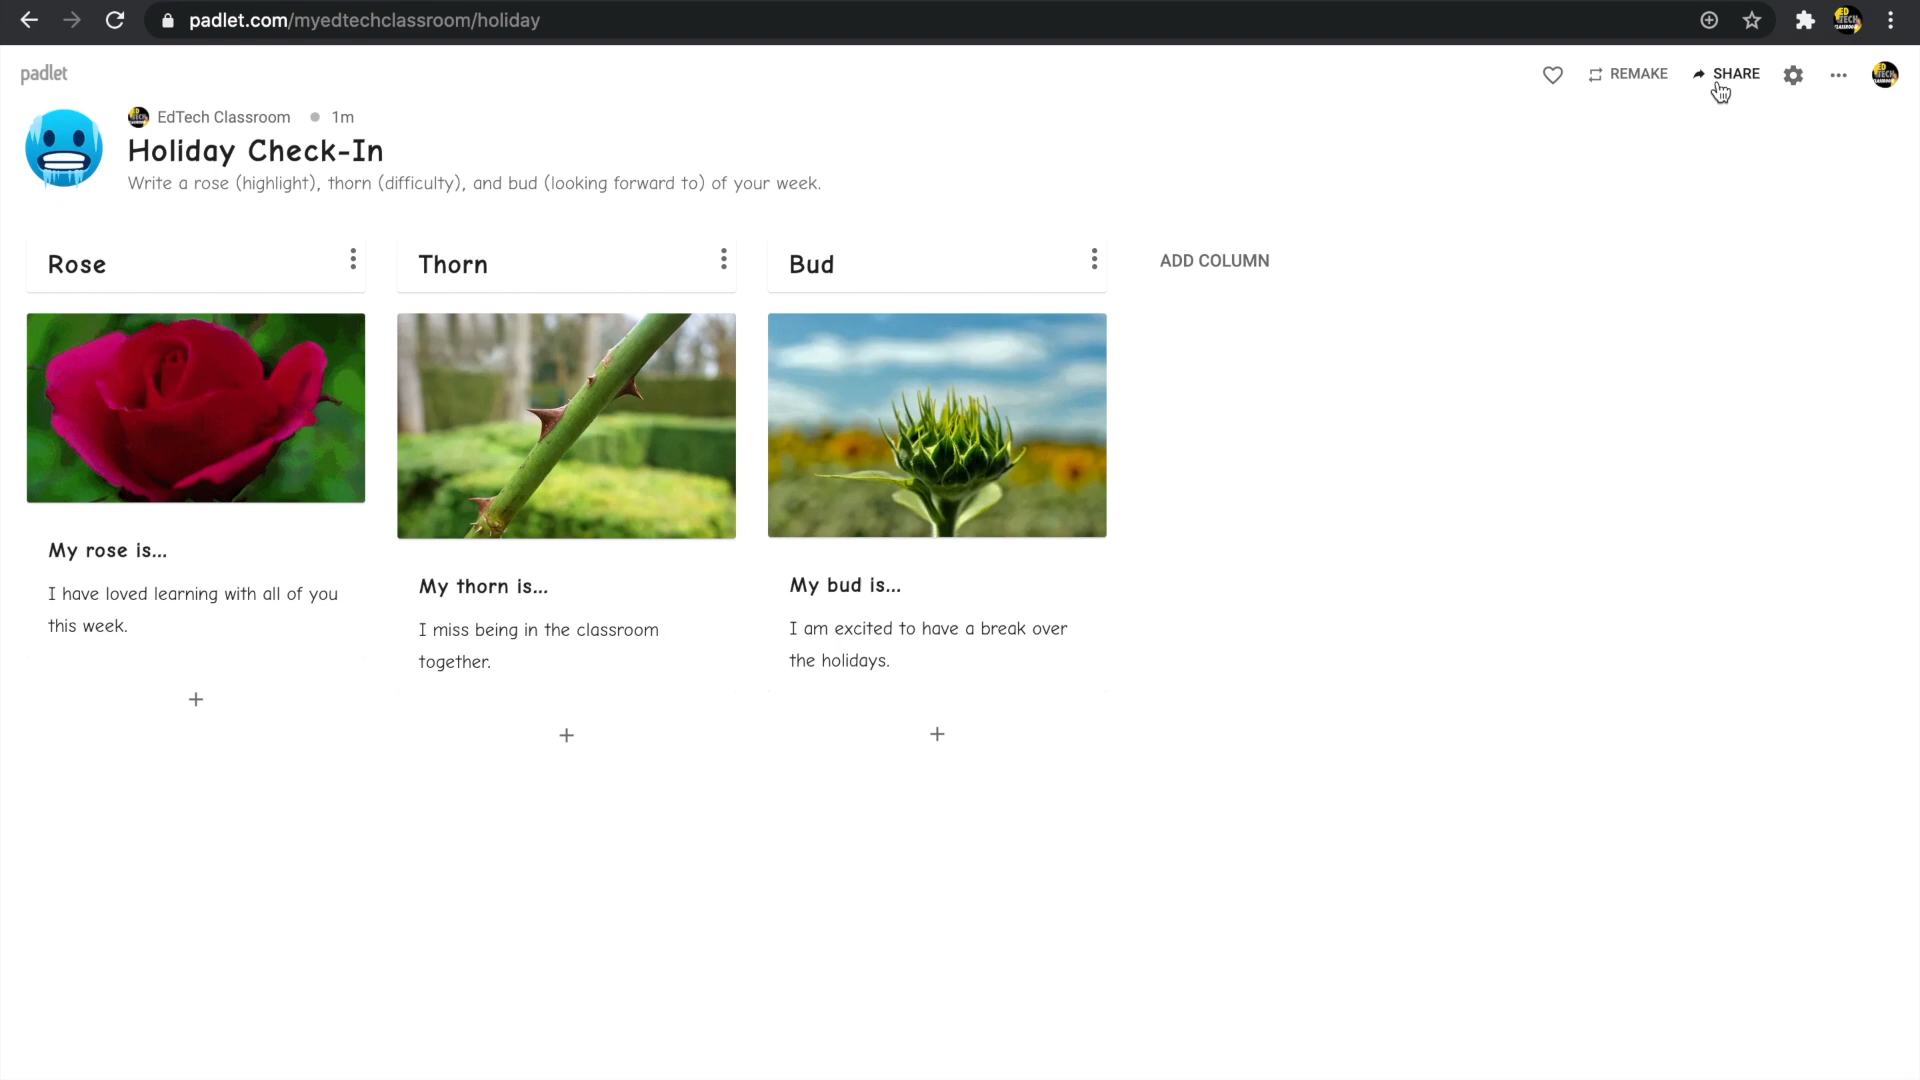 padlet.com/myedtechclassroom/holiday
padlet
REMAKE
SHARE
EdTech Classroom
1m
Holiday Check-In
Write a rose (highlight), thorn (difficulty), and bud (looking forward to) of your week.
Rose
Thorn
Bud
ADD COLUMN
My rose is...
I have loved learning with all of you
this week.
My thorn is...
I miss being in the classroom
together.
My bud is...
I am excited to have a break over
the holidays.